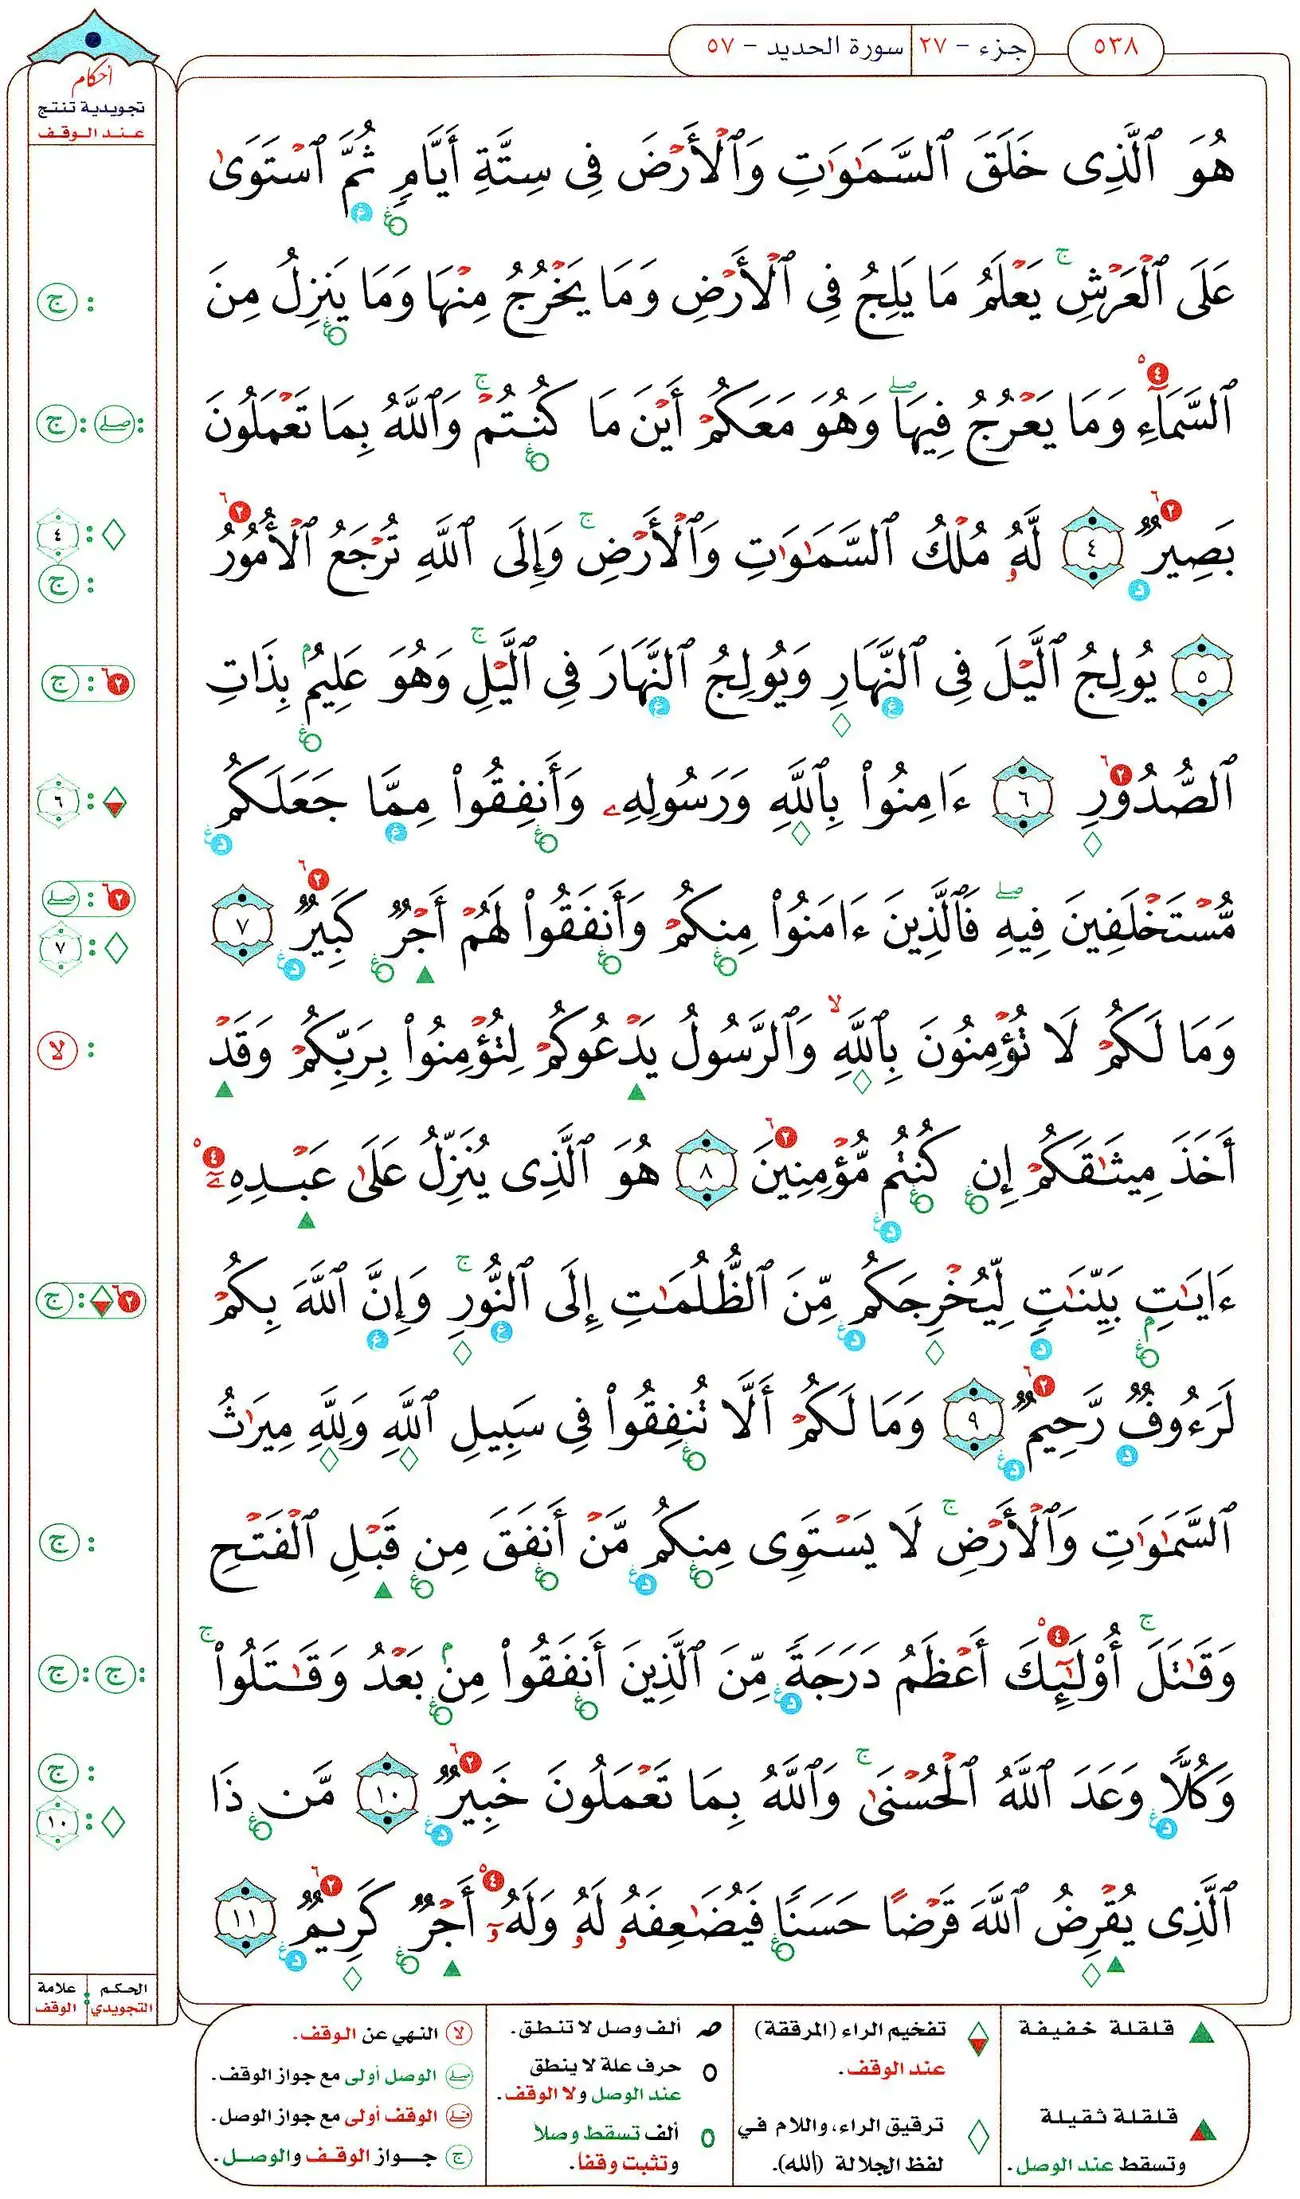 ٥٣٨
جزء - ٢٧ سورة الحديد - ٥٧
أحكام
تجويدية تنتج
عند الوقف
هُوَ ٱلَّذِى خَلَقَ ٱلسَّمَـٰوَٰتِ وَٱلْأَرْضَ فِى سِتَّةِ أَيَّامٍ ثُمَّ ٱسْتَوَىٰ
عَلَى ٱلْعَرْشِ ۚ يَعْلَمُ مَا يَلِجُ فِى ٱلْأَرْضِ وَمَا يَخْرُجُ مِنْهَا وَمَا يَنزِلُ مِنَ
ٱلسَّمَآءِ وَمَا يَعْرُجُ فِيهَا ۖ وَهُوَ مَعَكُمْ أَيْنَ مَا كُنتُمْ ۚ وَٱللَّهُ بِمَا تَعْمَلُونَ
بَصِيرٌ ٤ لَّهُۥ مُلْكُ ٱلسَّمَـٰوَٰتِ وَٱلْأَرْضِ ۚ وَإِلَى ٱللَّهِ تُرْجَعُ ٱلْأُمُورُ
٥ يُولِجُ ٱلَّيْلَ فِى ٱلنَّهَارِ وَيُولِجُ ٱلنَّهَارَ فِى ٱلَّيْلِ ۚ وَهُوَ عَلِيمٌۢ بِذَاتِ
ٱلصُّدُورِ ٦ ءَامِنُوا۟ بِٱللَّهِ وَرَسُولِهِۦ وَأَنفِقُوا۟ مِمَّا جَعَلَكُم
مُّسْتَخْلَفِينَ فِيهِ ۖ فَٱلَّذِينَ ءَامَنُوا۟ مِنكُمْ وَأَنفَقُوا۟ لَهُمْ أَجْرٌ كَبِيرٌ ٧
وَمَا لَكُمْ لَا تُؤْمِنُونَ بِٱللَّهِ ۙ وَٱلرَّسُولُ يَدْعُوكُمْ لِتُؤْمِنُوا۟ بِرَبِّكُمْ وَقَدْ
أَخَذَ مِيثَـٰقَكُمْ إِن كُنتُم مُّؤْمِنِينَ ٨ هُوَ ٱلَّذِى يُنَزِّلُ عَلَىٰ عَبْدِهِۦٓ
ءَايَـٰتٍۭ بَيِّنَـٰتٍ لِّيُخْرِجَكُم مِّنَ ٱلظُّلُمَـٰتِ إِلَى ٱلنُّورِ ۚ وَإِنَّ ٱللَّهَ بِكُمْ
لَرَءُوفٌ رَّحِيمٌ ٩ وَمَا لَكُمْ أَلَّا تُنفِقُوا۟ فِى سَبِيلِ ٱللَّهِ وَلِلَّهِ مِيرَٰثُ
ٱلسَّمَـٰوَٰتِ وَٱلْأَرْضِ ۚ لَا يَسْتَوِى مِنكُم مَّنْ أَنفَقَ مِن قَبْلِ ٱلْفَتْحِ
وَقَـٰتَلَ ۚ أُو۟لَـٰٓئِكَ أَعْظَمُ دَرَجَةً مِّنَ ٱلَّذِينَ أَنفَقُوا۟ مِنۢ بَعْدُ وَقَـٰتَلُوا۟ ۚ
وَكُلًّا وَعَدَ ٱللَّهُ ٱلْحُسْنَىٰ ۚ وَٱللَّهُ بِمَا تَعْمَلُونَ خَبِيرٌ ١٠ مَّن ذَا
ٱلَّذِى يُقْرِضُ ٱللَّهَ قَرْضًا حَسَنًا فَيُضَـٰعِفَهُۥ لَهُۥ وَلَهُۥٓ أَجْرٌ كَرِيمٌ ١١
الحكم التجويدي : علامة الوقف
قلقلة خفيفة
قلقلة ثقيلة
وتسقط عند الوصل.
تفخيم الراء (المرققة)
عند الوقف.
ترقيق الراء، واللام في
لفظ الجلالة (الله).
ألف وصل لا تنطق.
حرف علة لا ينطق
عند الوصل ولا الوقف.
ألف تسقط وصلا
وتثبت وقفا.
لا النهي عن الوقف.
صلے الوصل أولى مع جواز الوقف.
قلے الوقف أولى مع جواز الوصل.
ج جواز الوقف والوصل.